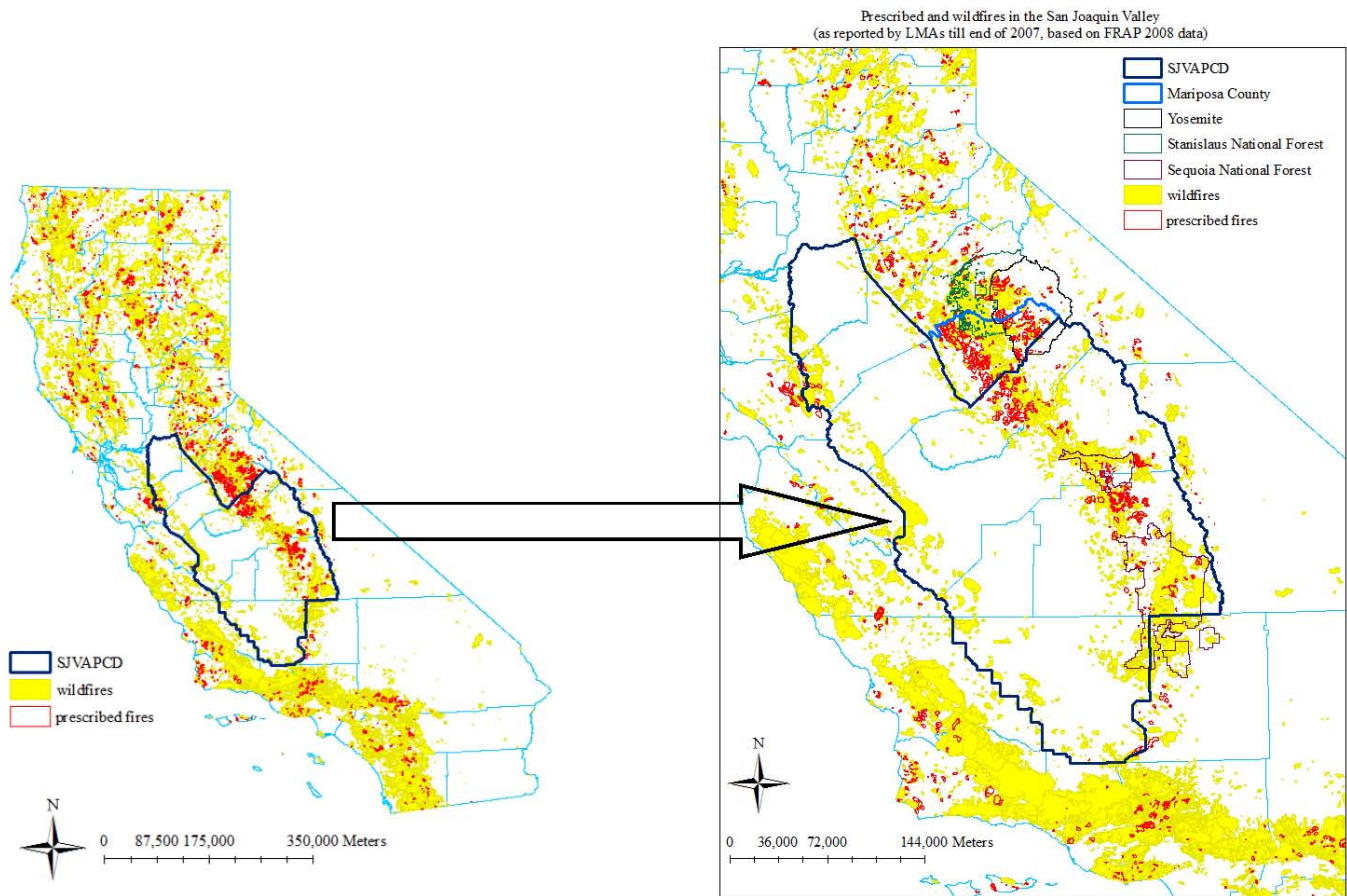 Prescribed and wildfires in the San Joaquin Valley
(as reported by LMAs till end of 2007, based on FRAP 2008 data)
SJVAPCD
Mariposa County
Yosemite
Stanislaus National Forest
Sequoia National Forest
wildfires
prescribed fires
SJVAPCD
wildfires
prescribed fires
N
0 87,500 175,000 350,000 Meters
N
0 36,000 72,000 144,000 Meters